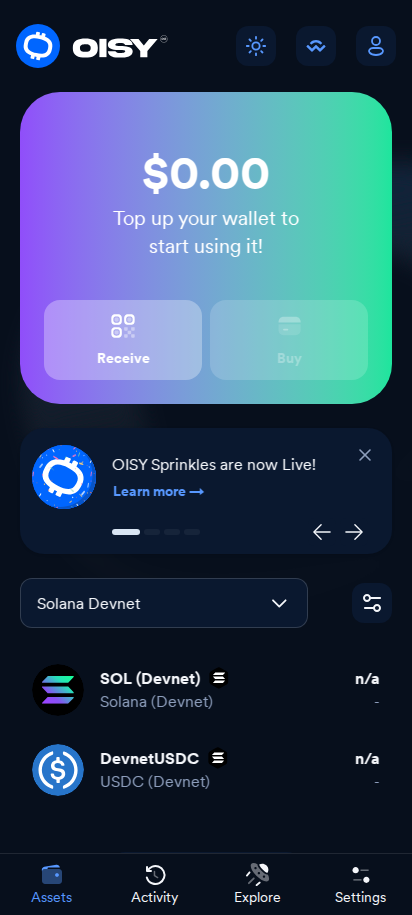 OISY
$0.00
Top up your wallet to
start using it!
Receive
Buy
OISY Sprinkles are now Live!
Learn more →
Solana Devnet
SOL (Devnet)
n/a
Solana (Devnet)
-
DevnetUSDC
n/a
USDC (Devnet)
-
Assets
Activity
Explore
Settings